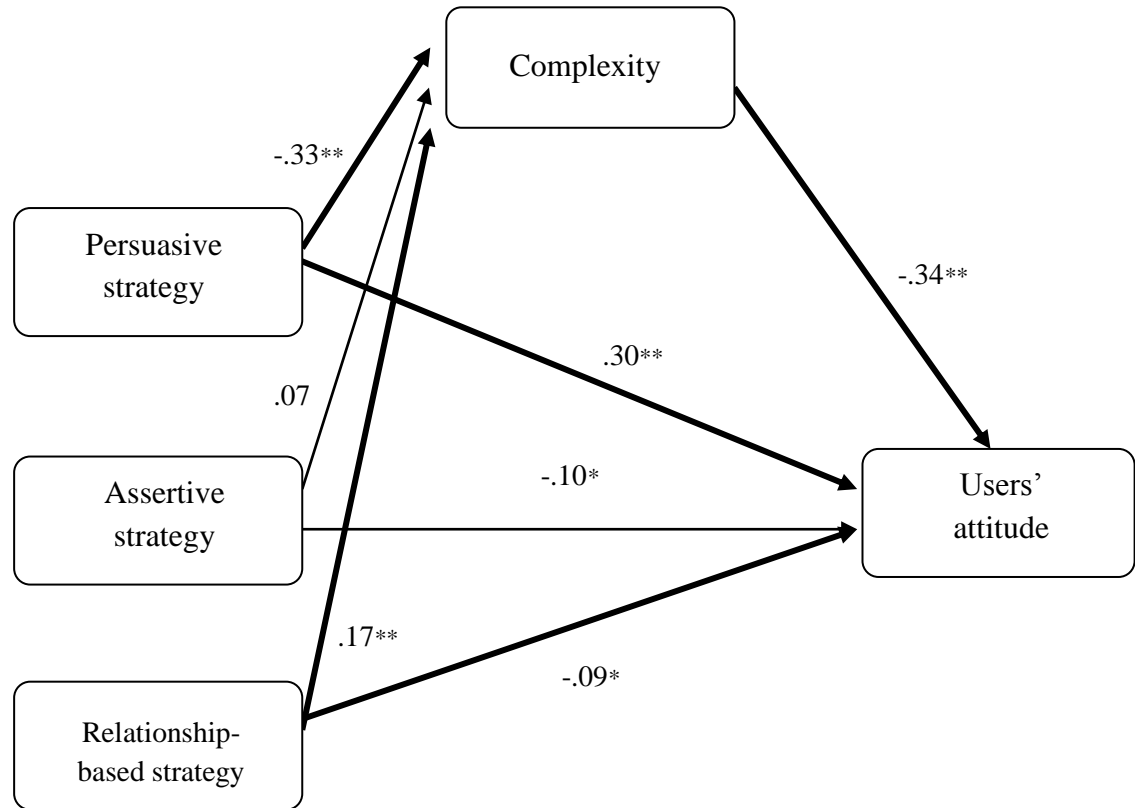 Complexity
-.33**
Persuasive
strategy
-.34**
.30**
.07
Assertive
strategy
-.10*
Users’
attitude
.17**
-.09*
Relationship-
based strategy